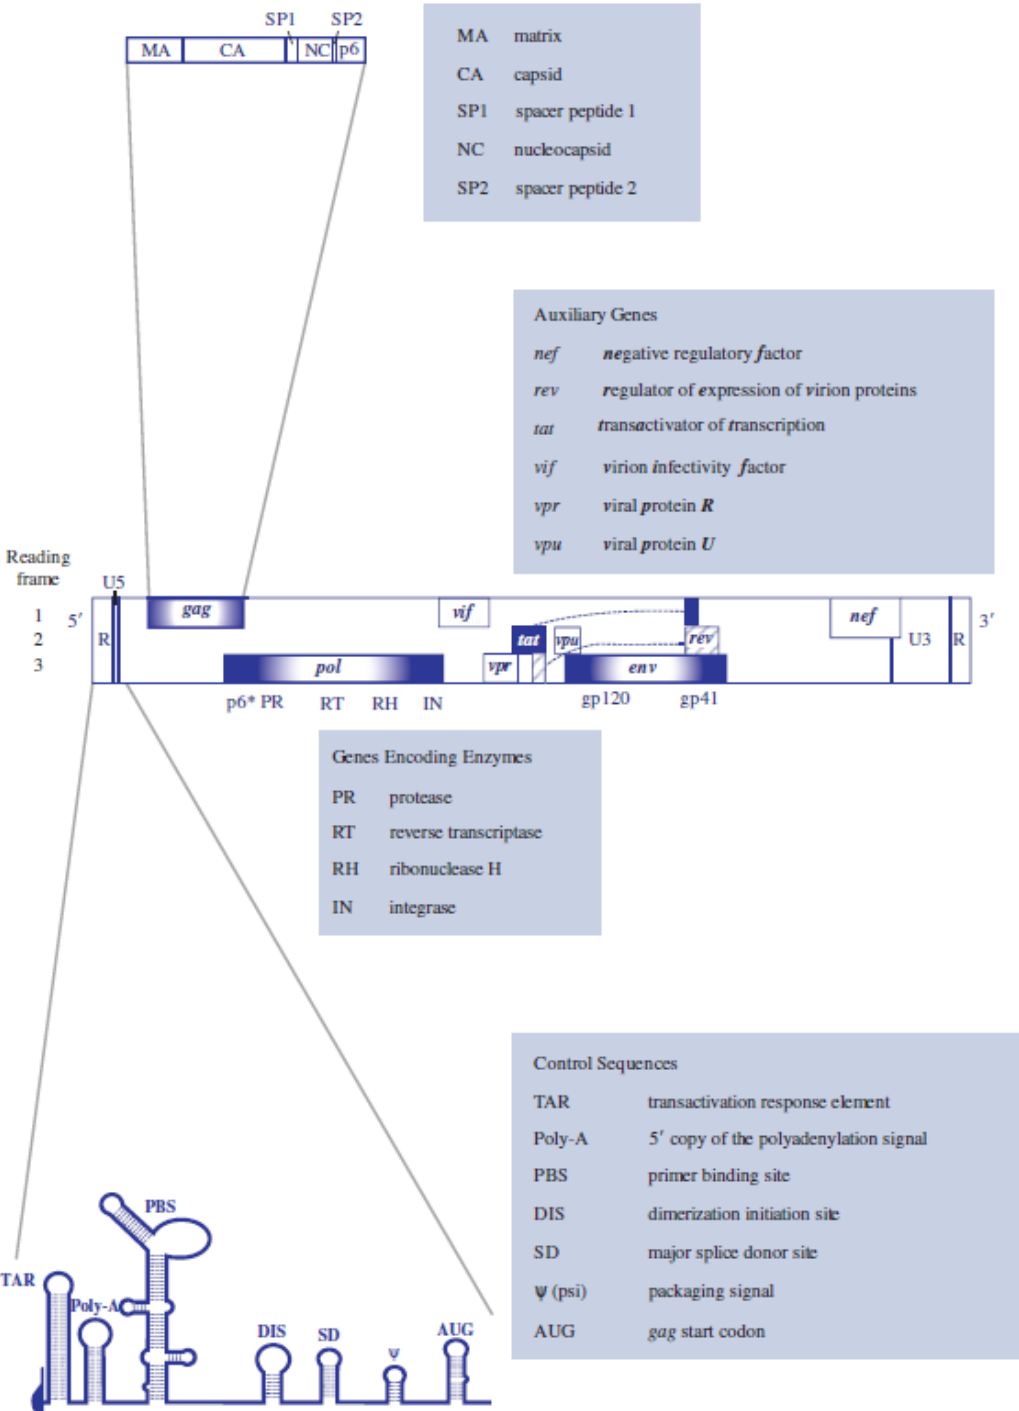 SP1 SP2
MA CA NC p6
MA matrix
CA capsid
SP1 spacer peptide 1
NC nucleocapsid
SP2 spacer peptide 2
Auxiliary Genes
nef negative regulatory factor
rev regulator of expression of virion proteins
tat transactivator of transcription
vif virion infectivity factor
vpr viral protein R
vpu viral protein U
Reading
frame
U5
1 5′ gag vif nef 3′
2 R tat vpu rev U3 R
3 pol vpr env
p6* PR RT RH IN gp120 gp41
Genes Encoding Enzymes
PR protease
RT reverse transcriptase
RH ribonuclease H
IN integrase
Control Sequences
TAR transactivation response element
Poly-A 5′ copy of the polyadenylation signal
PBS primer binding site
DIS dimerization initiation site
SD major splice donor site
ψ (psi) packaging signal
AUG gag start codon
PBS
TAR
Poly-A
DIS SD ψ AUG